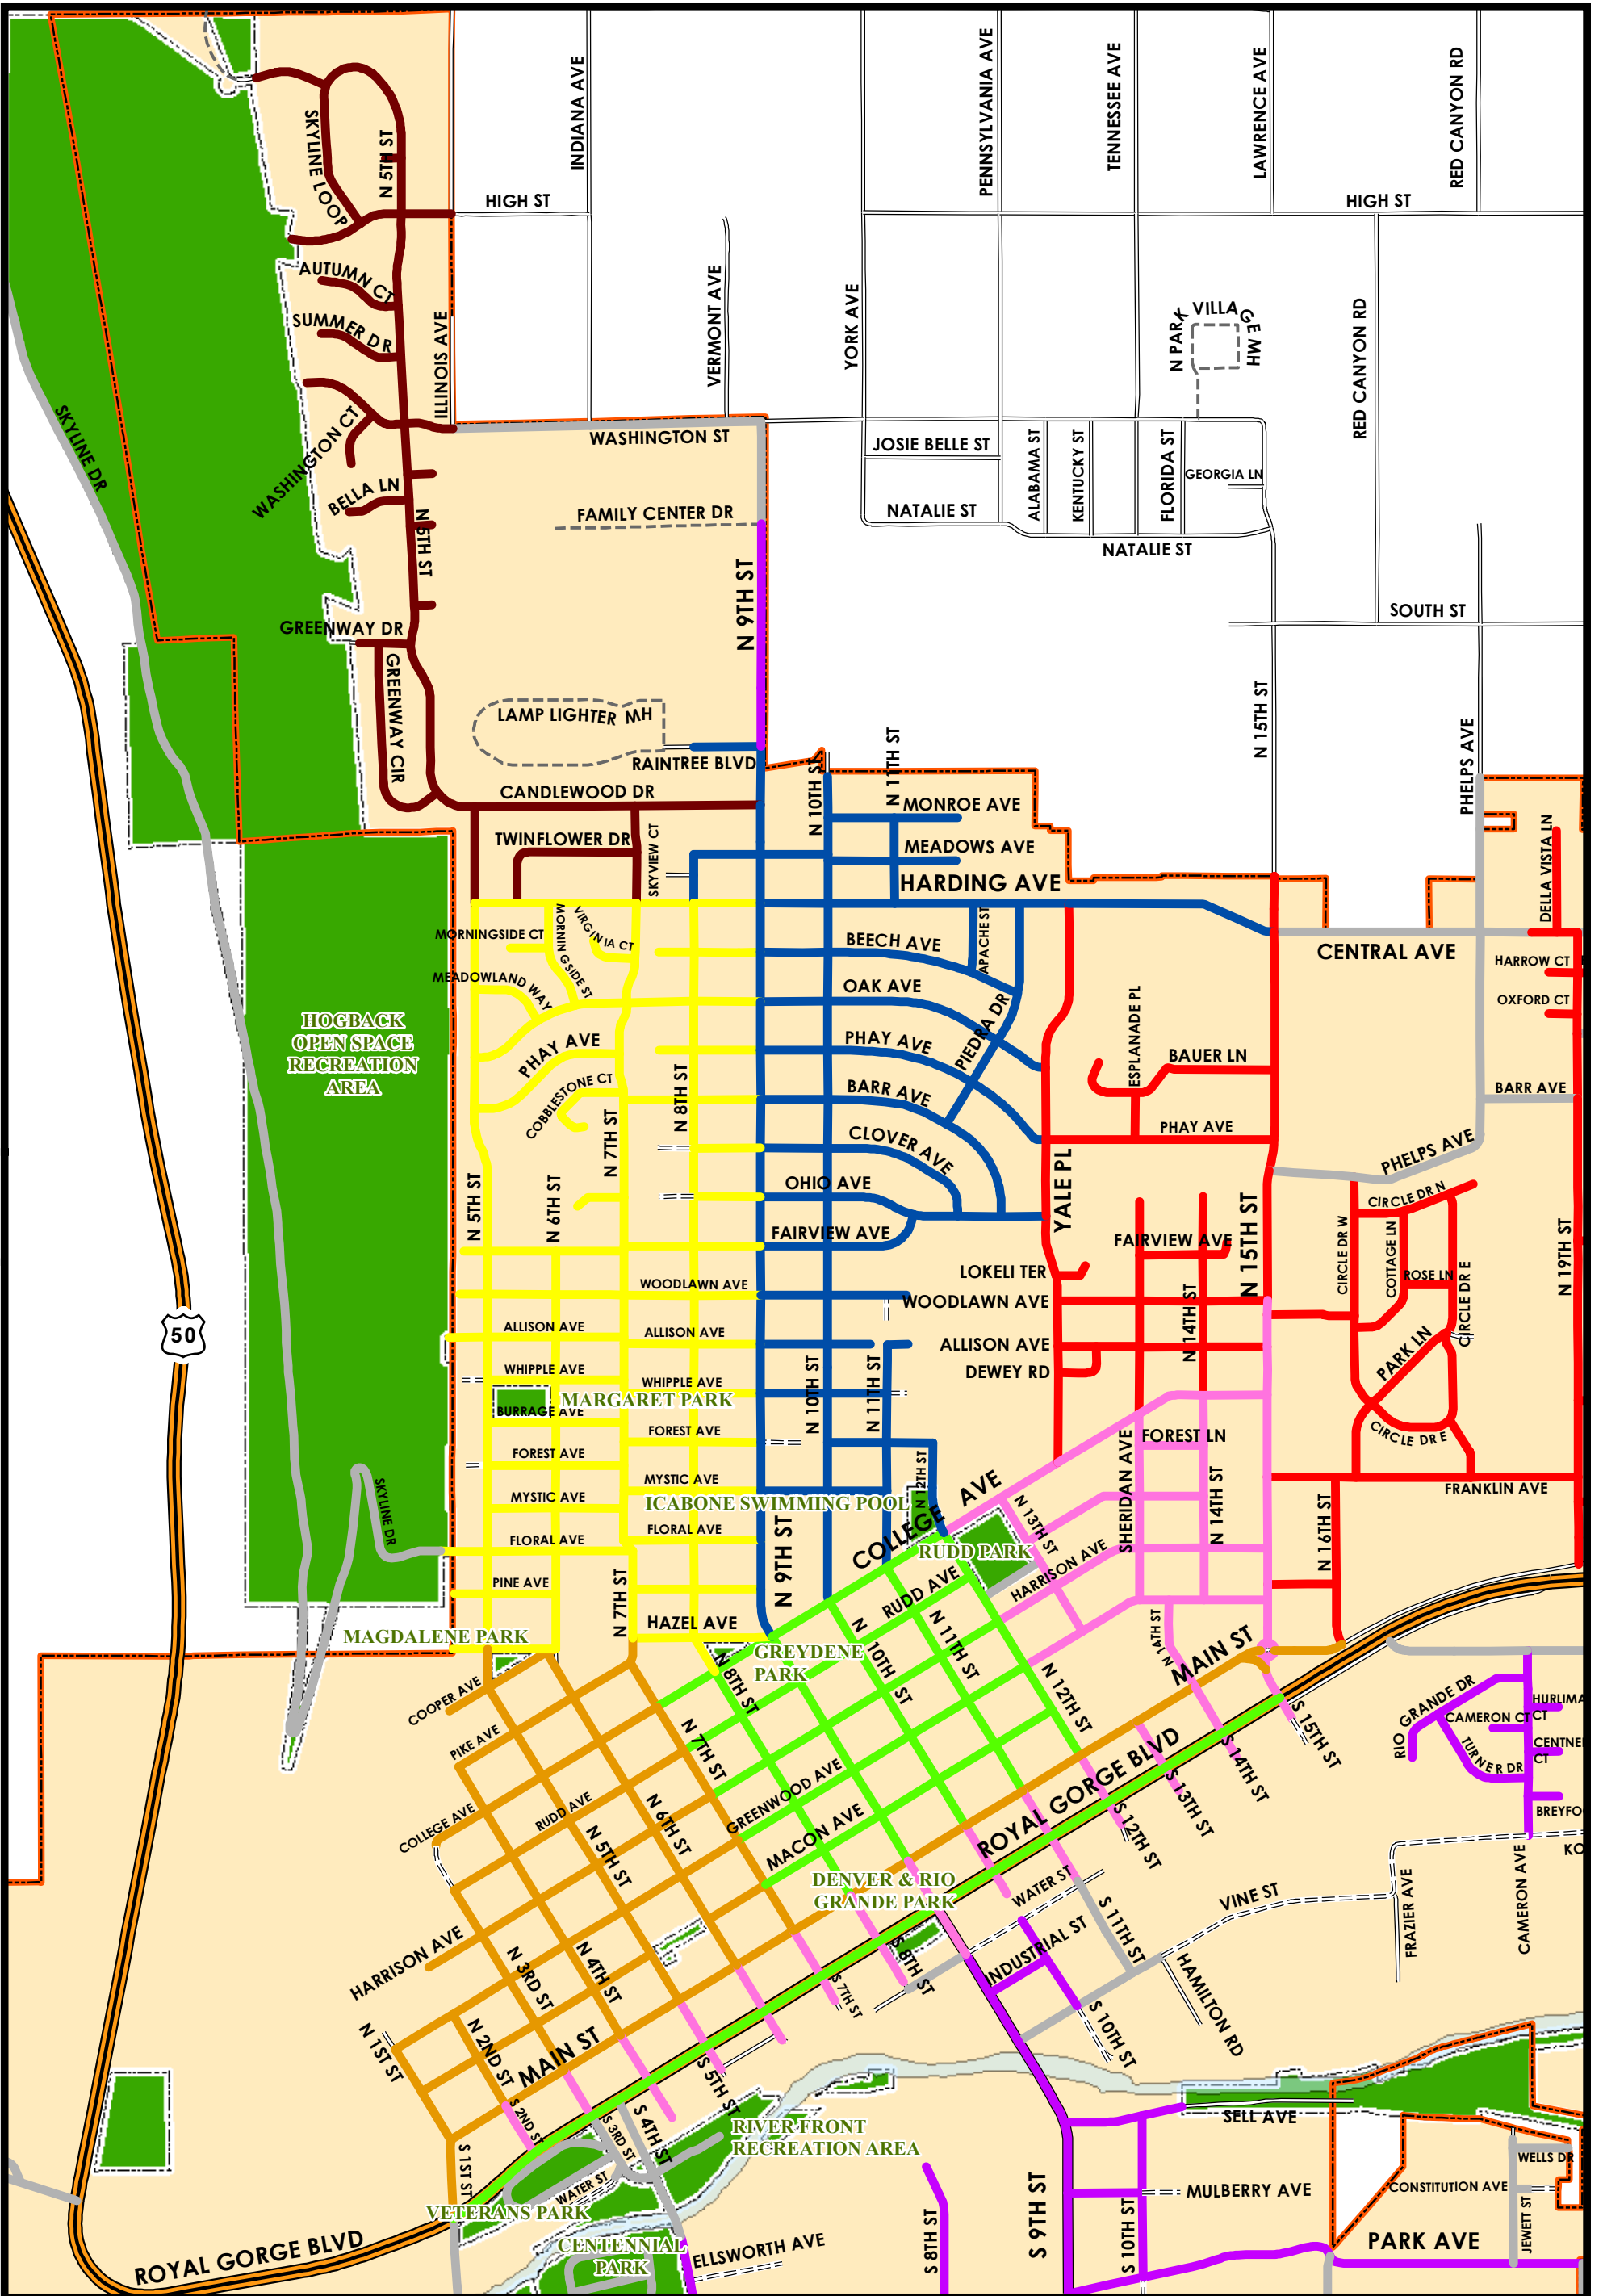 INDIANA AVE
PENNSYLVANIA AVE
TENNESSEE AVE
LAWRENCE AVE
RED CANYON RD
SKYLINE LOOP
N 5TH ST
HIGH ST
HIGH ST
AUTUMN CT
SUMMER DR
ILLINOIS AVE
VERMONT AVE
YORK AVE
N PARK VILLAGE MH
RED CANYON RD
SKYLINE DR
WASHINGTON CT
WASHINGTON ST
JOSIE BELLE ST
ALABAMA ST
KENTUCKY ST
FLORIDA ST
GEORGIA LN
BELLA LN
FAMILY CENTER DR
NATALIE ST
NATALIE ST
N 5TH ST
N 9TH ST
SOUTH ST
GREENWAY DR
GREENWAY CIR
LAMP LIGHTER MH
N 15TH ST
PHELPS AVE
RAINTREE BLVD
N 10TH ST
N 11TH ST
CANDLEWOOD DR
MONROE AVE
TWINFLOWER DR
SKYVIEW CT
MEADOWS AVE
DELLA VISTA LN
HARDING AVE
MORNINGSIDE CT
MORNINGSIDE ST
VIRGINIA CT
BEECH AVE
APACHE ST
CENTRAL AVE
HARROW CT
MEADOWLAND WAY
OAK AVE
OXFORD CT
HOGBACK
OPEN SPACE
RECREATION
AREA
PHAY AVE
PHAY AVE
PIEDRA DR
ESPLANADE PL
BAUER LN
COBBLESTONE CT
N 8TH ST
BARR AVE
BARR AVE
N 7TH ST
CLOVER AVE
PHAY AVE
PHELPS AVE
N 5TH ST
N 6TH ST
OHIO AVE
YALE PL
CIRCLE DR N
FAIRVIEW AVE
FAIRVIEW AVE
N 15TH ST
CIRCLE DR W
COTTAGE LN
ROSE LN
CIRCLE DR E
N 19TH ST
WOODLAWN AVE
LOKELI TER
WOODLAWN AVE
50
ALLISON AVE
ALLISON AVE
ALLISON AVE
N 14TH ST
PARK LN
WHIPPLE AVE
WHIPPLE AVE
DEWEY RD
MARGARET PARK
BURRAGE AVE
N 10TH ST
N 11TH ST
FOREST AVE
FOREST AVE
FOREST LN
CIRCLE DR E
SHERIDAN AVE
MYSTIC AVE
MYSTIC AVE
N 12TH ST
COLLEGE AVE
N 14TH ST
FRANKLIN AVE
ICABONE SWIMMING POOL
N 13TH ST
N 16TH ST
SKYLINE DR
FLORAL AVE
FLORAL AVE
N 9TH ST
RUDD PARK
PINE AVE
N 7TH ST
RUDD AVE
HARRISON AVE
HAZEL AVE
MAGDALENE PARK
GREYDENE
PARK
N 8TH ST
N 10TH ST
N 11TH ST
N 12TH ST
N 14TH ST
MAIN ST
COOPER AVE
PIKE AVE
N 7TH ST
S 15TH ST
RIO GRANDE DR
CAMERON CT
HURLIMA
CT
TURNER DR
CENTNE
CT
COLLEGE AVE
RUDD AVE
N 6TH ST
GREENWOOD AVE
MACON AVE
ROYAL GORGE BLVD
S 14TH ST
S 13TH ST
S 12TH ST
BREYFO
KO
N 5TH ST
DENVER & RIO
GRANDE PARK
WATER ST
S 11TH ST
VINE ST
FRAZIER AVE
CAMERON AVE
HARRISON AVE
N 3RD ST
N 4TH ST
S 8TH ST
INDUSTRIAL ST
HAMILTON RD
S 7TH ST
S 10TH ST
N 1ST ST
N 2ND ST
MAIN ST
S 5TH ST
S 2ND ST
S 3RD ST
S 4TH ST
RIVER FRONT
RECREATION AREA
SELL AVE
S 1ST ST
WATER ST
VETERANS PARK
WELLS DR
CONSTITUTION AVE
MULBERRY AVE
S 8TH ST
S 9TH ST
S 10TH ST
JEWETT ST
PARK AVE
ROYAL GORGE BLVD
CENTENNIAL
PARK
ELLSWORTH AVE